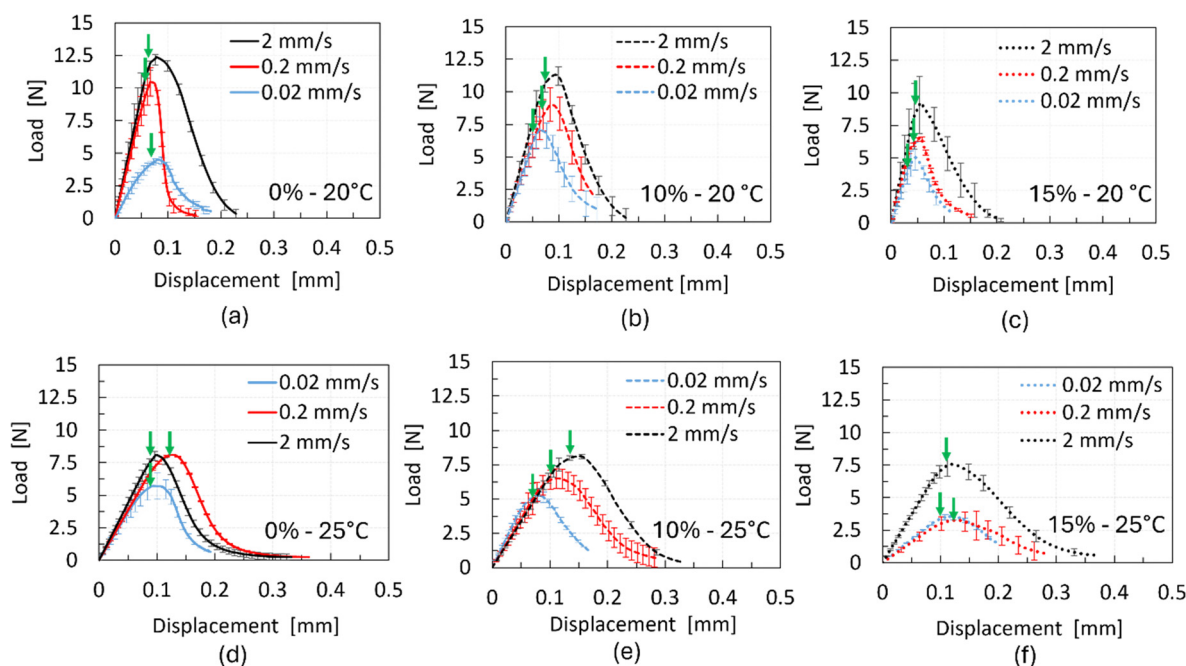 15
12.5
10
7.5
5
2.5
0
Load [N]
2 mm/s
0.2 mm/s
0.02 mm/s
0% - 20°C
0 0.1 0.2 0.3 0.4 0.5
Displacement [mm]
(a)
15
12.5
10
7.5
5
2.5
0
Load [N]
2 mm/s
0.2 mm/s
0.02 mm/s
10% - 20°C
0 0.1 0.2 0.3 0.4 0.5
Displacement [mm]
(b)
15
12.5
10
7.5
5
2.5
0
Load [N]
2 mm/s
0.2 mm/s
0.02 mm/s
15% - 20°C
0 0.1 0.2 0.3 0.4 0.5
Displacement [mm]
(c)
15
12.5
10
7.5
5
2.5
0
Load [N]
0.02 mm/s
0.2 mm/s
2 mm/s
0% - 25°C
0 0.1 0.2 0.3 0.4 0.5
Displacement [mm]
(d)
15
12.5
10
7.5
5
2.5
0
Load [N]
0.02 mm/s
0.2 mm/s
2 mm/s
10% - 25°C
0 0.1 0.2 0.3 0.4 0.5
Displacement [mm]
(e)
15
12.5
10
7.5
5
2.5
0
Load [N]
0.02 mm/s
0.2 mm/s
2 mm/s
15% - 25°C
0 0.1 0.2 0.3 0.4 0.5
Displacement [mm]
(f)